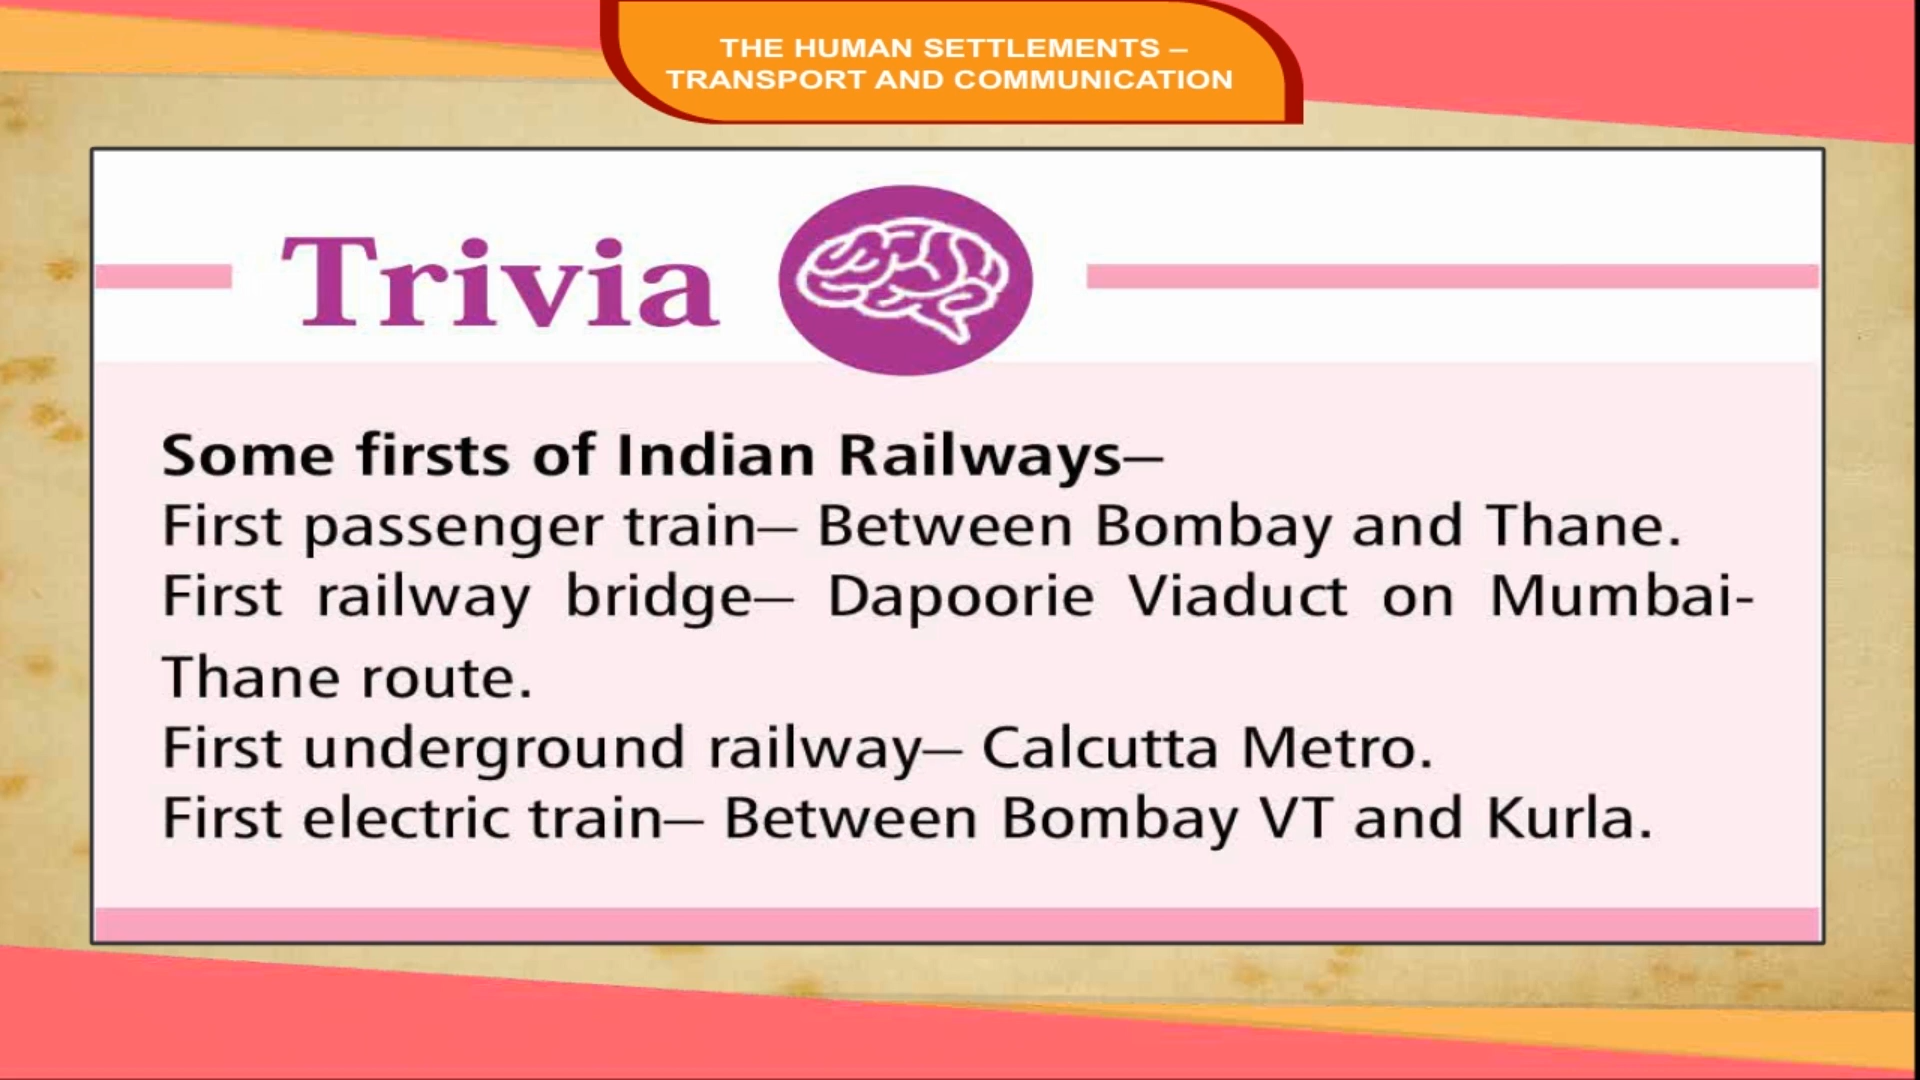 THE HUMAN SETTLEMENTS –
TRANSPORT AND COMMUNICATION
Trivia
Some firsts of Indian Railways—
First passenger train— Between Bombay and Thane.
First railway bridge— Dapoorie Viaduct on Mumbai-
Thane route.
First underground railway— Calcutta Metro.
First electric train— Between Bombay VT and Kurla.